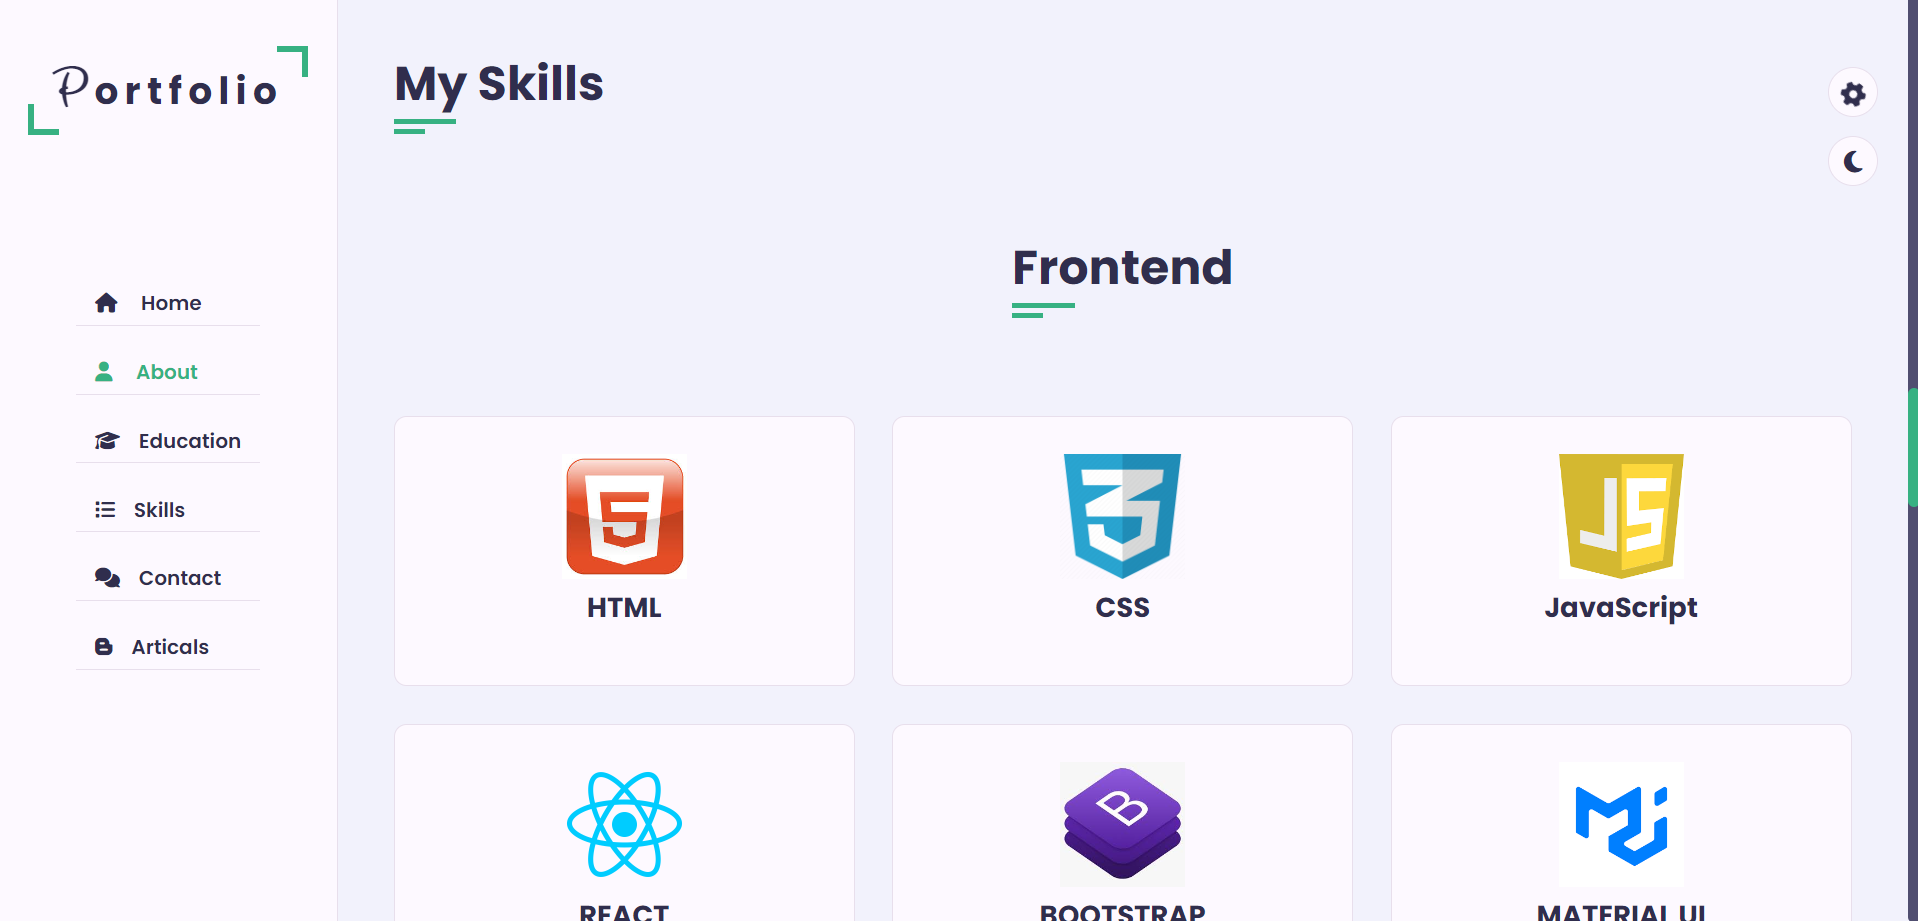 Portfolio
Home
About
Education
Skills
Contact
Articals
My Skills
Frontend
HTML
CSS
JavaScript
REACT
BOOTSTRAP
MATERIAL UI